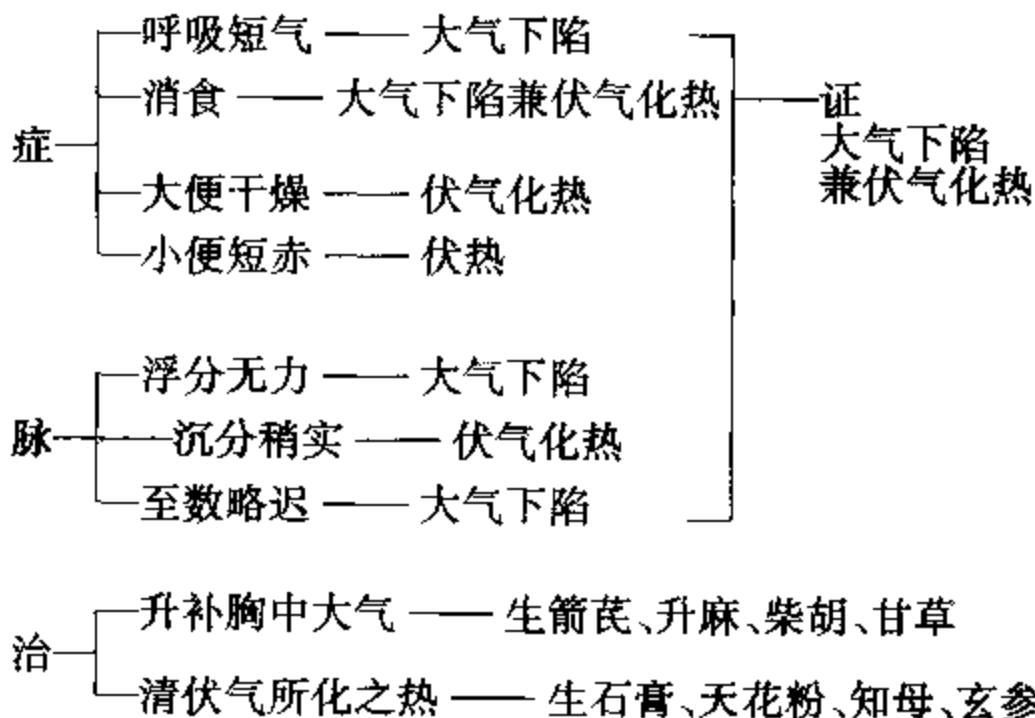 症
呼吸短气 —— 大气下陷
消食 —— 大气下陷兼伏气化热
大便干燥 —— 伏气化热
小便短赤 —— 伏热
证
大气下陷
兼伏气化热
脉
浮分无力 —— 大气下陷
沉分稍实 —— 伏气化热
至数略迟 —— 大气下陷
治
升补胸中大气 —— 生箭芪、升麻、柴胡、甘草
清伏气所化之热 —— 生石膏、天花粉、知母、玄参